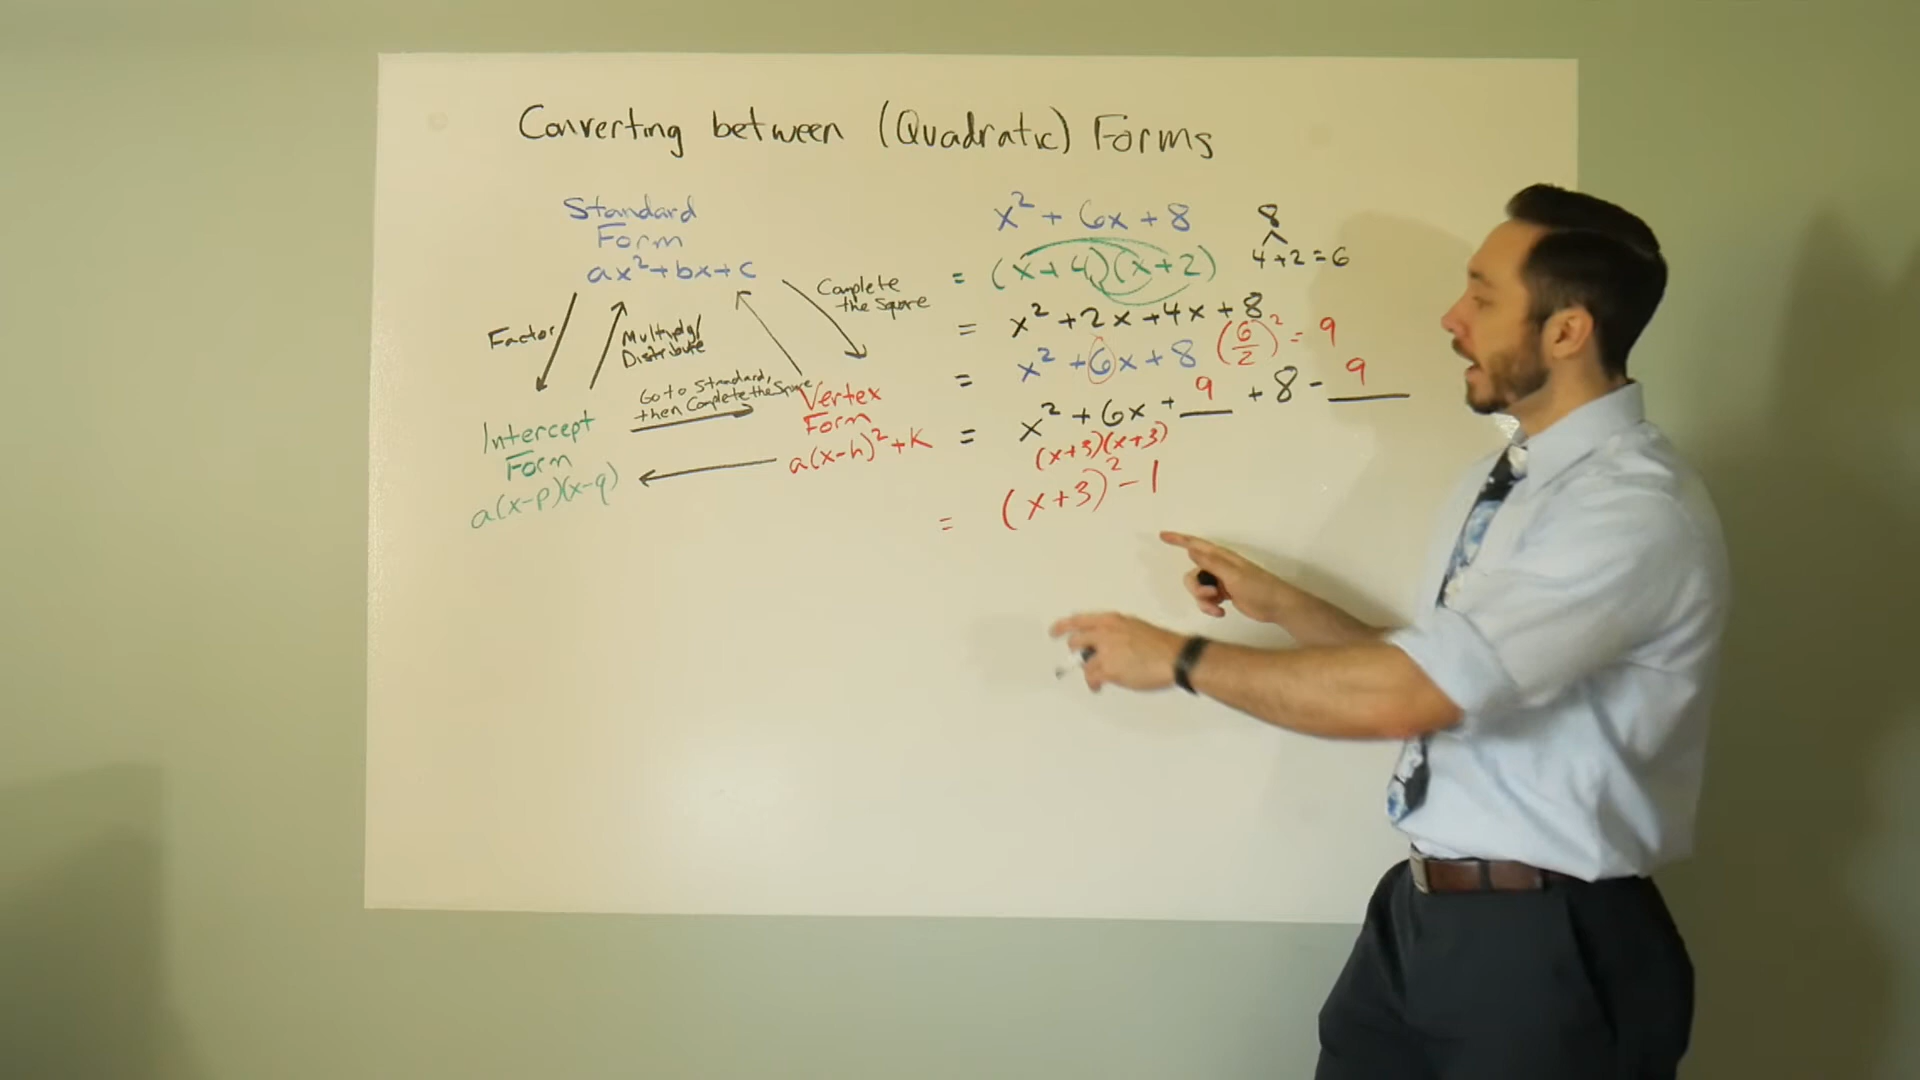 Converting between (Quadratic) Forms
Standard
Form
ax²+bx+c
Factor
Multiply/
Distribute
Complete
the Square
Go to Standard,
then Complete the Square
Intercept
Form
a(x-p)(x-q)
Vertex
Form
a(x-h)²+k
x² + 6x + 8
8
4+2=6
= (x+4)(x+2)
= x² + 2x + 4x + 8
= x² + 6x + 8 (6/2)² = 9
= x² + 6x + 9 + 8 - 9
(x+3)(x+3)
= (x+3)² - 1